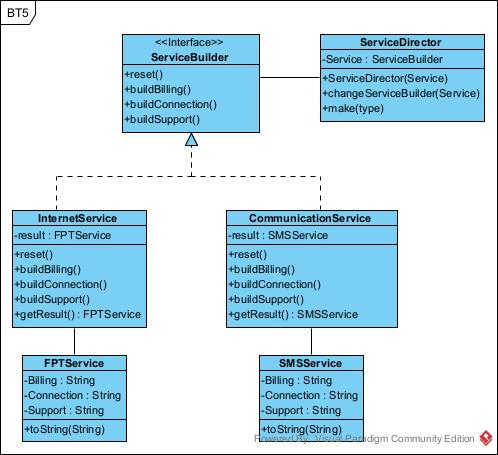 BT5
<<Interface>>
ServiceBuilder
+reset()
+buildBilling()
+buildConnection()
+buildSupport()
ServiceDirector
-Service : ServiceBuilder
+ServiceDirector(Service)
+changeServiceBuilder(Service)
+make(type)
InternetService
-result : FPTService
+reset()
+buildBilling()
+buildConnection()
+buildSupport()
+getResult() : FPTService
CommunicationService
-result : SMSService
+reset()
+buildBilling()
+buildConnection()
+buildSupport()
+getResult() : SMSService
FPTService
-Billing : String
-Connection : String
-Support : String
+toString(String)
SMSService
-Billing : String
-Connection : String
-Support : String
+toString(String)
Powered By Visual Paradigm Community Edition